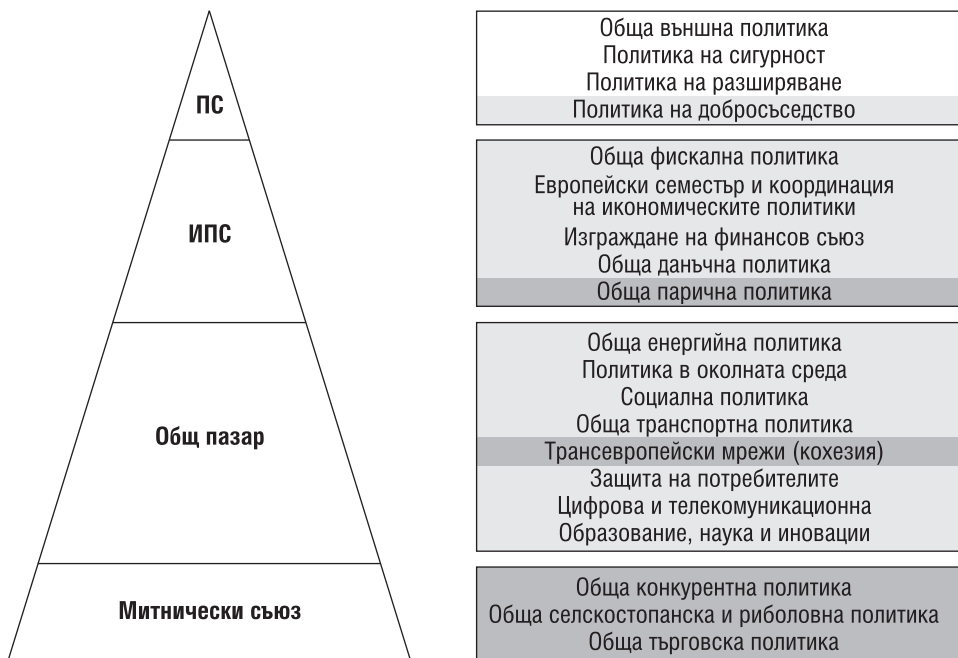 ПС
Обща външна политика
Политика на сигурност
Политика на разширяване
Политика на добросъседство
ИПС
Обща фискална политика
Европейски семестър и координация
на икономическите политики
Изграждане на финансов съюз
Обща данъчна политика
Обща парична политика
Общ пазар
Обща енергийна политика
Политика в околната среда
Социална политика
Обща транспортна политика
Трансевропейски мрежи (кохезия)
Защита на потребителите
Цифрова и телекомуникационна
Образование, наука и иновации
Митнически съюз
Обща конкурентна политика
Обща селскостопанска и риболовна политика
Обща търговска политика